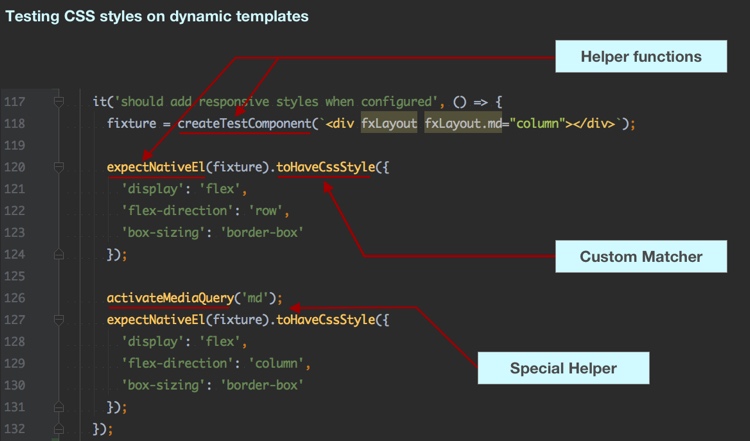 Testing CSS styles on dynamic templates
Helper functions
117 it('should add responsive styles when configured', () => {
118 fixture = createTestComponent(`<div fxLayout fxLayout.md="column"></div>`);
119
120 expectNativeEl(fixture).toHaveCssStyle({
121 'display': 'flex',
122 'flex-direction': 'row',
123 'box-sizing': 'border-box'
124 });
Custom Matcher
125
126 activateMediaQuery('md');
127 expectNativeEl(fixture).toHaveCssStyle({
128 'display': 'flex',
129 'flex-direction': 'column',
130 'box-sizing': 'border-box'
131 });
132 });
Special Helper